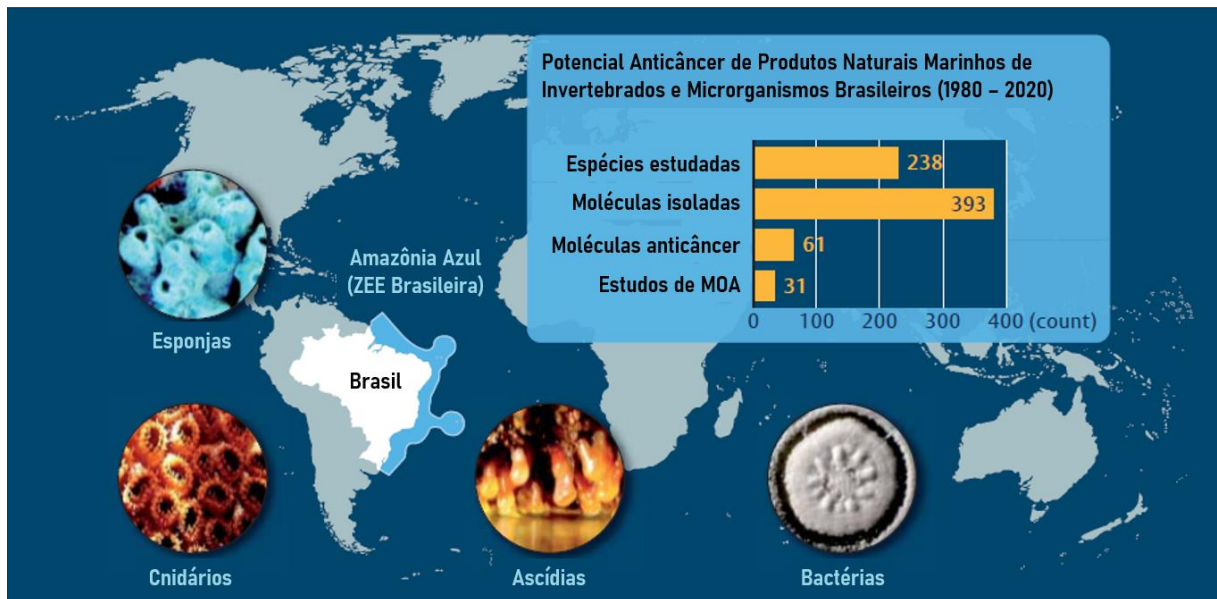 Potencial Anticâncer de Produtos Naturais Marinhos de
Invertebrados e Microrganismos Brasileiros (1980 – 2020)
Espécies estudadas 238
Moléculas isoladas 393
Moléculas anticâncer 61
Estudos de MOA 31
0 100 200 300 400 (count)
Amazônia Azul
(ZEE Brasileira)
Esponjas
Brasil
Cnidários
Ascídias
Bactérias